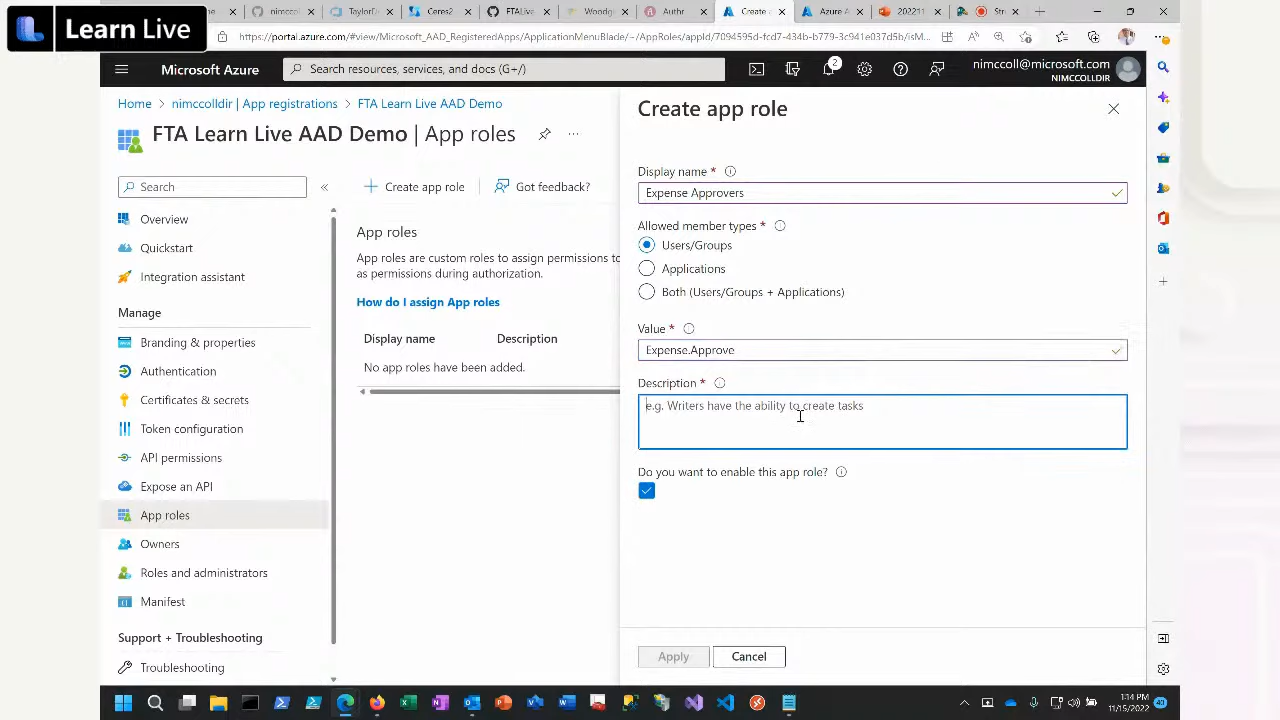 Learn Live
https://portal.azure.com/#view/Microsoft_AAD_RegisteredApps/ApplicationMenuBlade/~/AppRoles/appId/7094595d-fcd7-434b-b779-3c941e037d5b/isM...
Microsoft Azure
Search resources, services, and docs (G+/)
2
nimccoll@microsoft.com
NIMCCOLLDIR
Home > nimccolldir | App registrations > FTA Learn Live AAD Demo
FTA Learn Live AAD Demo | App roles
Search
Create app role
Got feedback?
Overview
Quickstart
Integration assistant
Manage
Branding & properties
Authentication
Certificates & secrets
Token configuration
API permissions
Expose an API
App roles
Owners
Roles and administrators
Manifest
Support + Troubleshooting
Troubleshooting
App roles
App roles are custom roles to assign permissions to
as permissions during authorization.
How do I assign App roles
Display name Description
No app roles have been added.
Create app role
Display name *
Expense Approvers
Allowed member types *
Users/Groups
Applications
Both (Users/Groups + Applications)
Value *
Expense.Approve
Description *
e.g. Writers have the ability to create tasks
Do you want to enable this app role?
Apply
Cancel
1:14 PM
11/15/2022